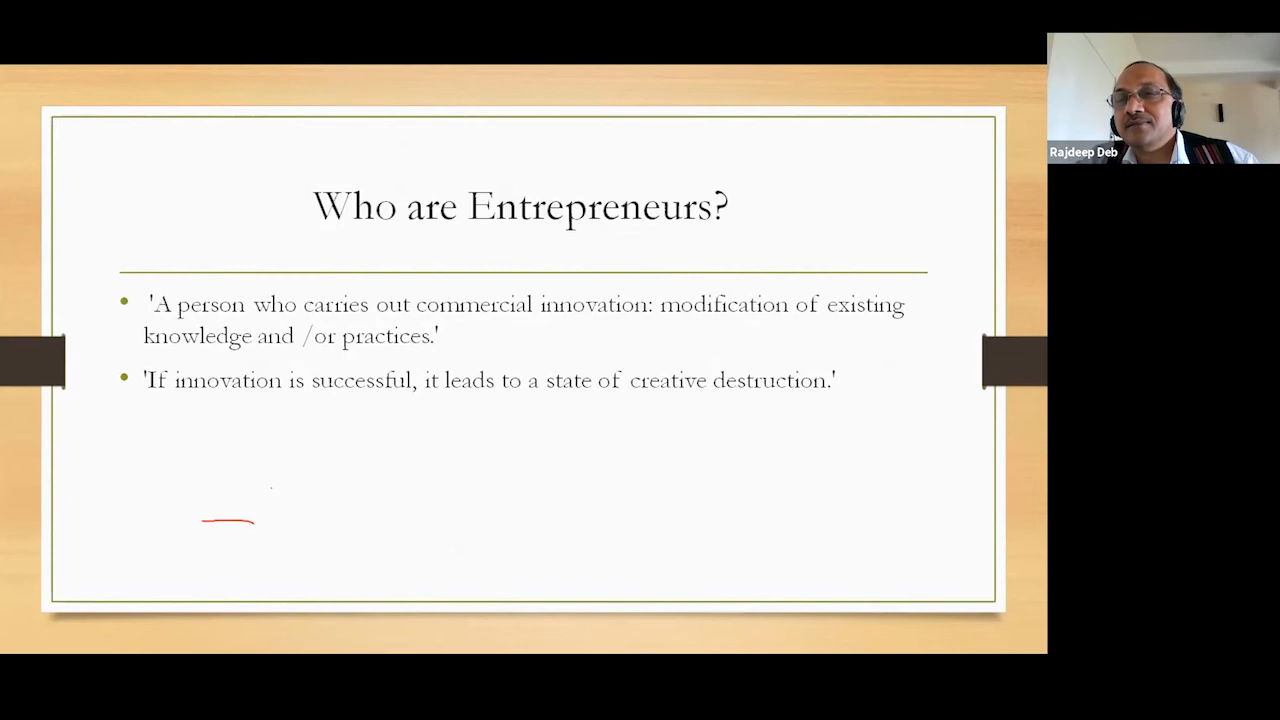 Who are Entrepreneurs?
• 'A person who carries out commercial innovation: modification of existing
knowledge and /or practices.'
• 'If innovation is successful, it leads to a state of creative destruction.'
Rajdeep Deb